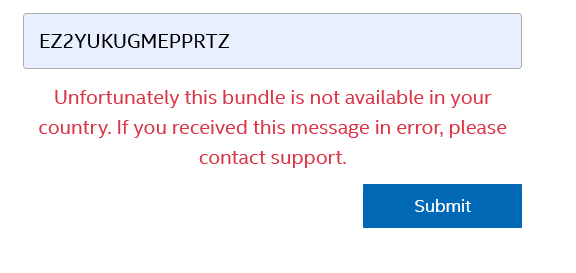 EZ2YUKUGMEPPRTZ
Unfortunately this bundle is not available in your
country. If you received this message in error, please
contact support.
Submit